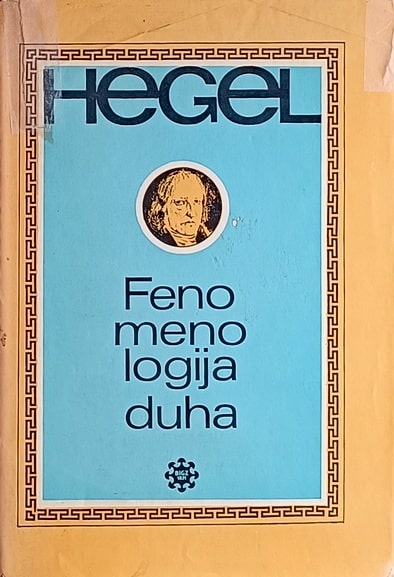 HEGEL
Feno
meno
logija
duha
BIGZ